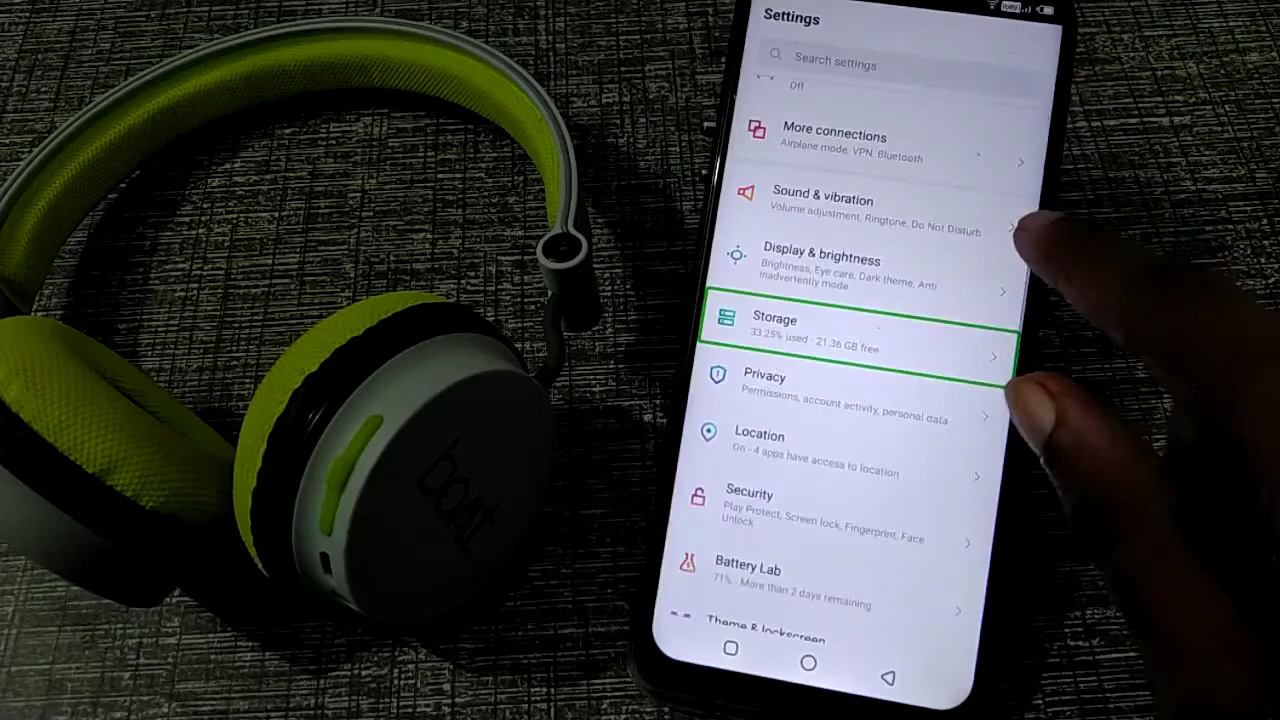 Settings
Search settings
Off
More connections
Airplane mode, VPN, Bluetooth
Sound & vibration
Volume adjustment, Ringtone, Do Not Disturb
Display & brightness
Brightness, Eye care, Dark theme, Anti
inadvertently mode
Storage
33.25% used - 21.36 GB free
Privacy
Permissions, account activity, personal data
Location
On - 4 apps have access to location
Security
Play Protect, Screen lock, Fingerprint, Face
Unlock
Battery Lab
71% - More than 2 days remaining
Theme & lockscreen
boAt